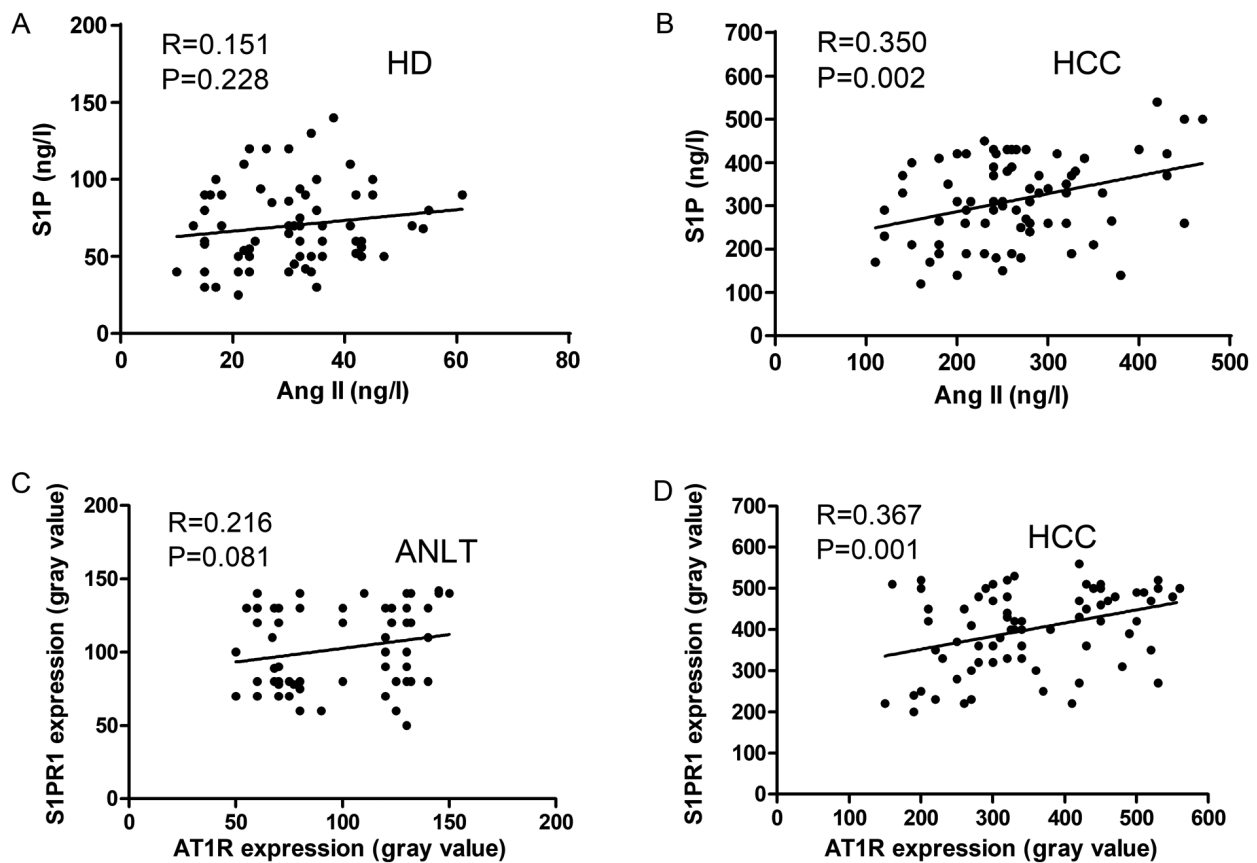 A
R=0.151
P=0.228
HD
S1P (ng/l)
200
150
100
50
0
0 20 40 60 80
Ang II (ng/l)
B
R=0.350
P=0.002
HCC
S1P (ng/l)
700
600
500
400
300
200
100
0
0 100 200 300 400 500
Ang II (ng/l)
C
R=0.216
P=0.081
ANLT
S1PR1 expression (gray value)
200
150
100
50
0
0 50 100 150 200
AT1R expression (gray value)
D
R=0.367
P=0.001
HCC
S1PR1 expression (gray value)
700
600
500
400
300
200
100
0
0 100 200 300 400 500 600
AT1R expression (gray value)